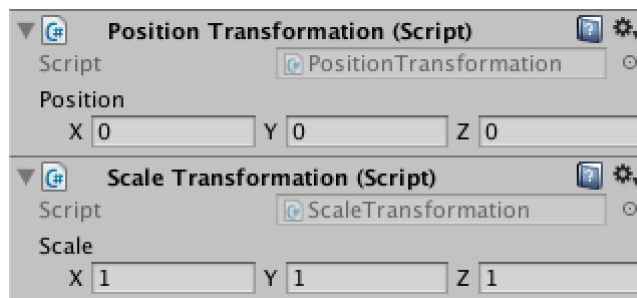 Position Transformation (Script)
Script PositionTransformation
Position
X 0 Y 0 Z 0
Scale Transformation (Script)
Script ScaleTransformation
Scale
X 1 Y 1 Z 1